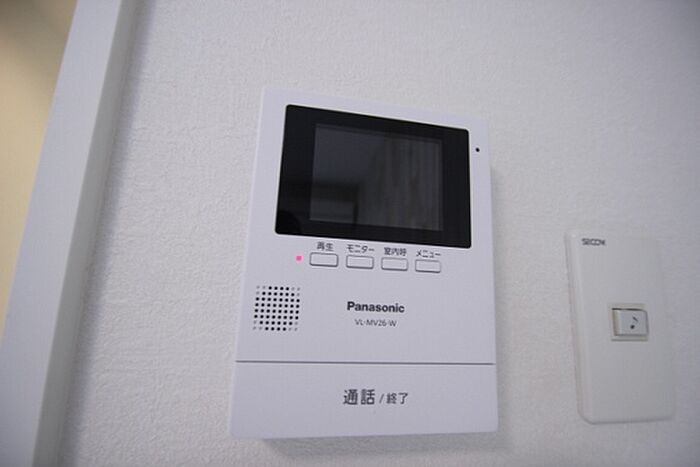 再生 モニター 室内呼 メニュー
Panasonic
VL-MV26-W
通話 / 終了
SECOM